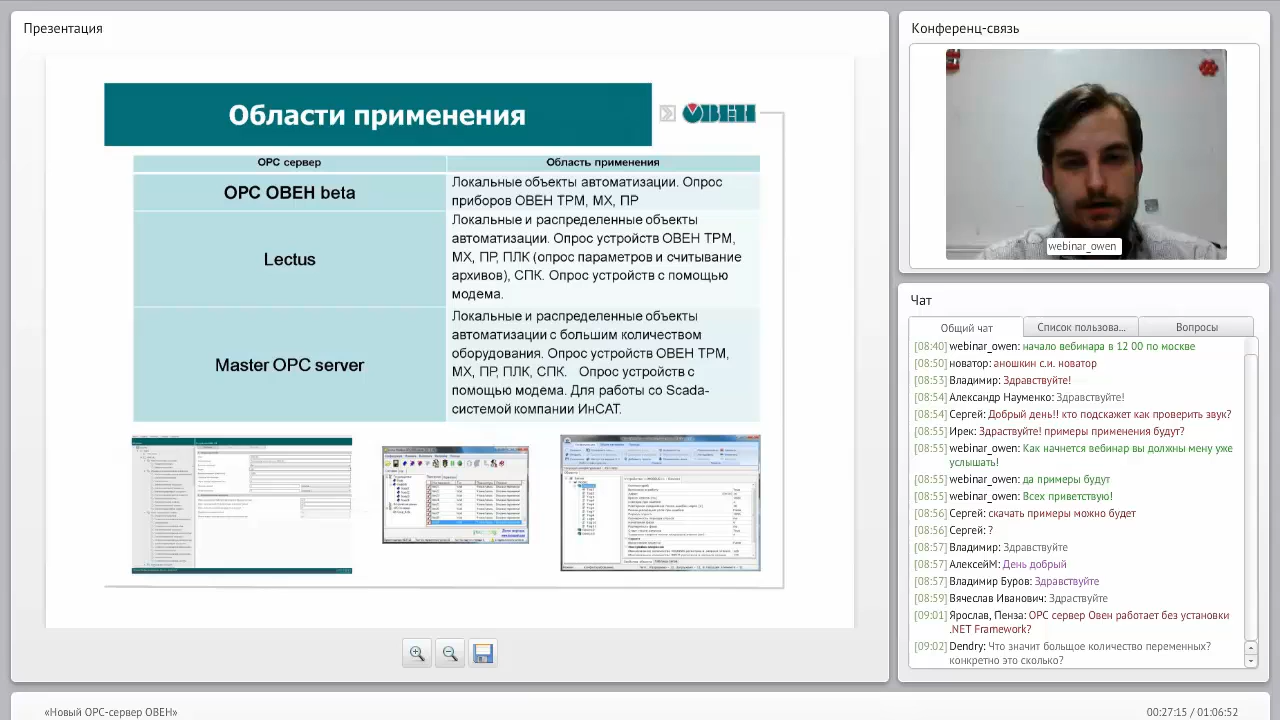 Презентация
Области применения
ОВЕН
OPC сервер
Область применения
OPC ОВЕН beta
Локальные объекты автоматизации. Опрос
приборов ОВЕН ТРМ, МХ, ПР
Lectus
Локальные и распределенные объекты
автоматизации. Опрос устройств ОВЕН ТРМ,
МХ, ПР, ПЛК (опрос параметров и считывание
архивов), СПК. Опрос устройств с помощью
модема.
Master OPC server
Локальные и распределенные объекты
автоматизации с большим количеством
оборудования. Опрос устройств ОВЕН ТРМ,
МХ, ПР, ПЛК, СПК. Опрос устройств с
помощью модема. Для работы со Scada-
системой компании ИнСАТ.
Конференц-связь
webinar_owen
Чат
Общий чат
Список пользова...
Вопросы
[08:40] webinar_owen: начало вебинара в 12 00 по москве
[08:50] новатор: аношкин с.и. новатор
[08:53] Владимир: Здравствуйте!
[08:54] Александр Науменко: Здравствуйте!
[08:54] Сергей: Добрый день!! кто подскажет как проверить звук?
[08:55] Ирек: Здраствуйте! примеры применения будут?
[08:55] webinar_owen: как начнется вебинар вы должны мену уже
услышать!
[08:55] webinar_owen: да примеры будут
[08:55] webinar_owen: Всех приветствую!
[08:56] Сергей: скачать примеры можно будет
[08:56] Сергей: ?
[08:57] Владимир: Здравствуйте
[08:57] АлексейМ: День добрый
[08:57] Владимир Буров: Здравствуйте
[08:59] Вячеслав Иванович: Здраствуйте
[09:01] Ярослав, Пенза: OPC сервер Овен работает без установки
.NET Framework?
[09:02] Dendry: Что значит большое количество переменных?
конкретно это сколько?
«Новый OPC-сервер ОВЕН»
00:27:15 / 01:06:52